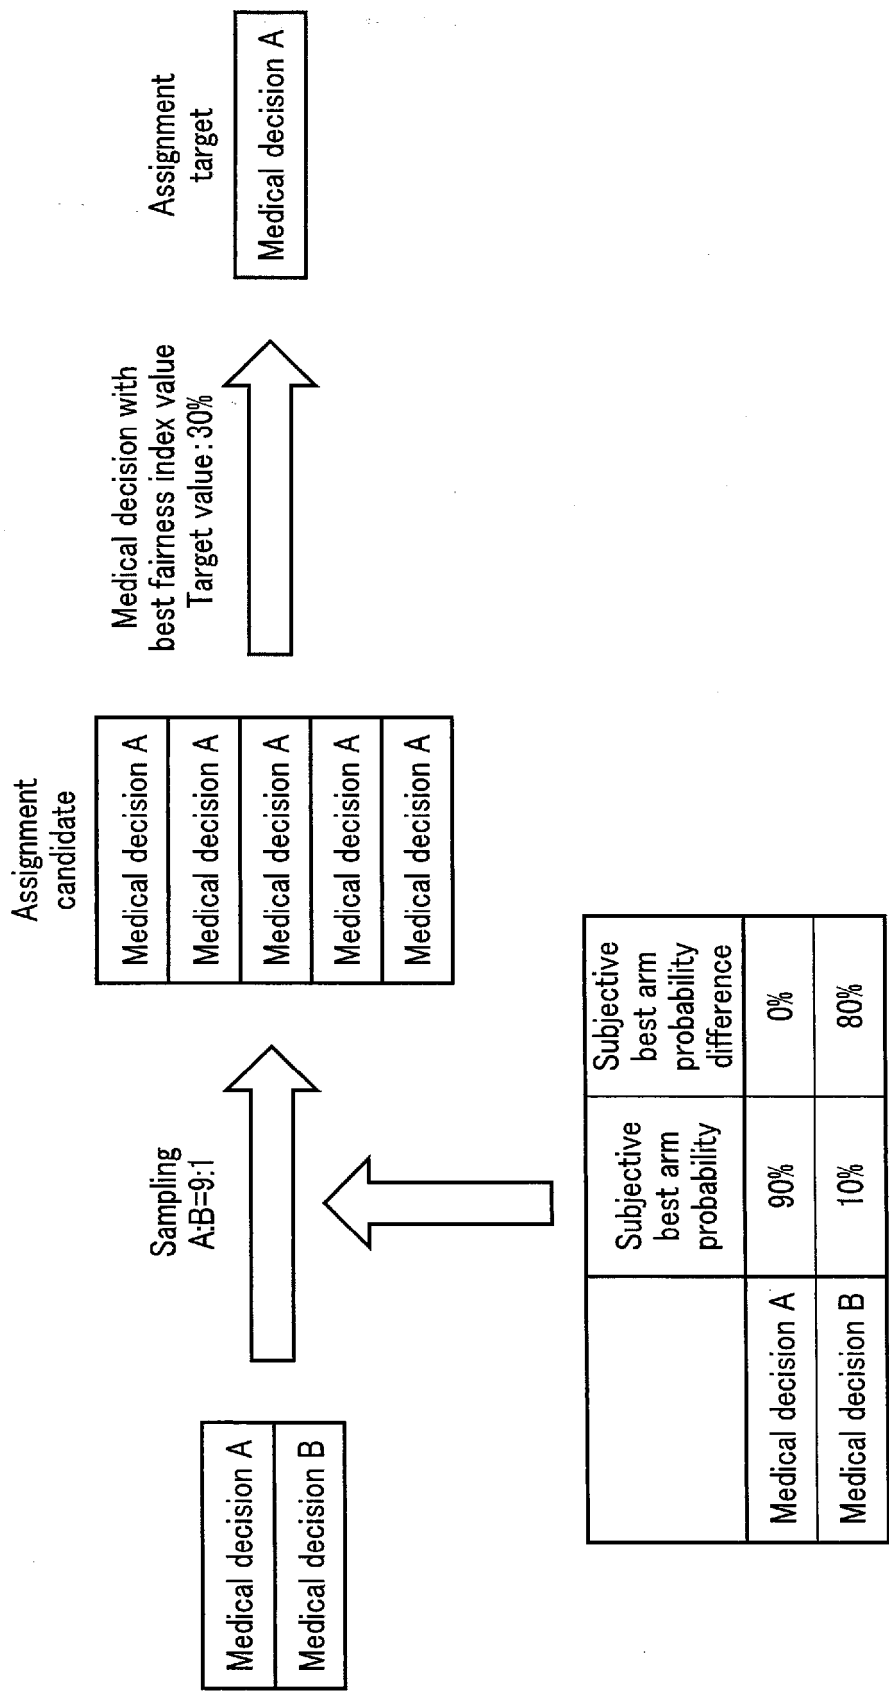 Medical decision A
Medical decision B
Sampling
A:B=9:1
Assignment
candidate
Medical decision A
Medical decision A
Medical decision A
Medical decision A
Medical decision A
Medical decision with
best fairness index value
Target value:30%
Assignment
target
Medical decision A
Subjective
best arm
probability
Subjective
best arm
probability
difference
Medical decision A
90%
0%
Medical decision B
10%
80%